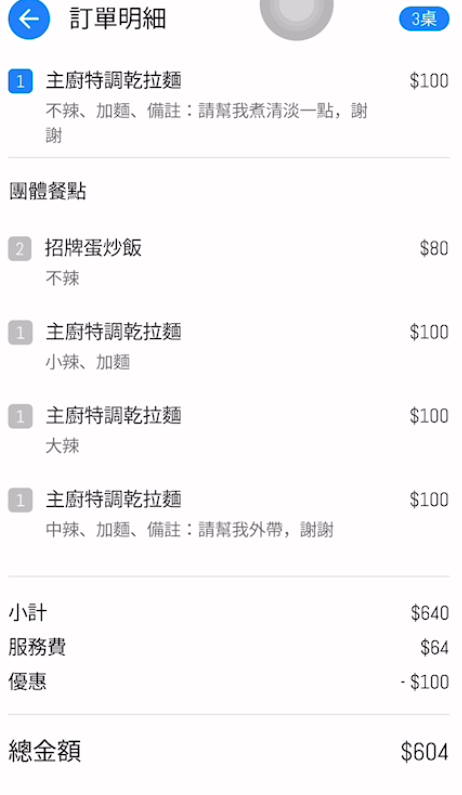 訂單明細
3桌
1 主廚特調乾拉麵 $100
不辣、加麵、備註：請幫我煮清淡一點，謝
謝
團體餐點
2 招牌蛋炒飯 $80
不辣
1 主廚特調乾拉麵 $100
小辣、加麵
1 主廚特調乾拉麵 $100
大辣
1 主廚特調乾拉麵 $100
中辣、加麵、備註：請幫我外帶，謝謝
小計 $640
服務費 $64
優惠 - $100
總金額 $604